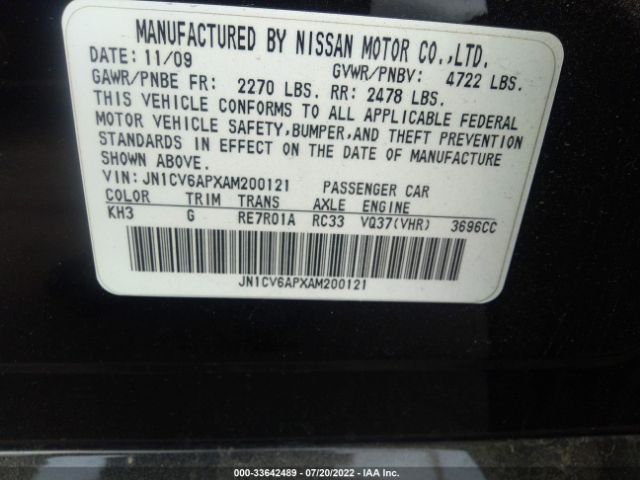 MANUFACTURED BY NISSAN MOTOR CO.,LTD.
DATE: 11/09 GVWR/PNBV: 4722 LBS.
GAWR/PNBE FR: 2270 LBS. RR: 2478 LBS.
THIS VEHICLE CONFORMS TO ALL APPLICABLE FEDERAL
MOTOR VEHICLE SAFETY,BUMPER,AND THEFT PREVENTION
STANDARDS IN EFFECT ON THE DATE OF MANUFACTURE
SHOWN ABOVE.
VIN: JN1CV6APXAM200121 PASSENGER CAR
COLOR TRIM TRANS AXLE ENGINE
KH3 G RE7R01A RC33 VQ37(VHR) 3696CC
JN1CV6APXAM200121
00-33642489 - 07/20/2022 - IAAI.COM